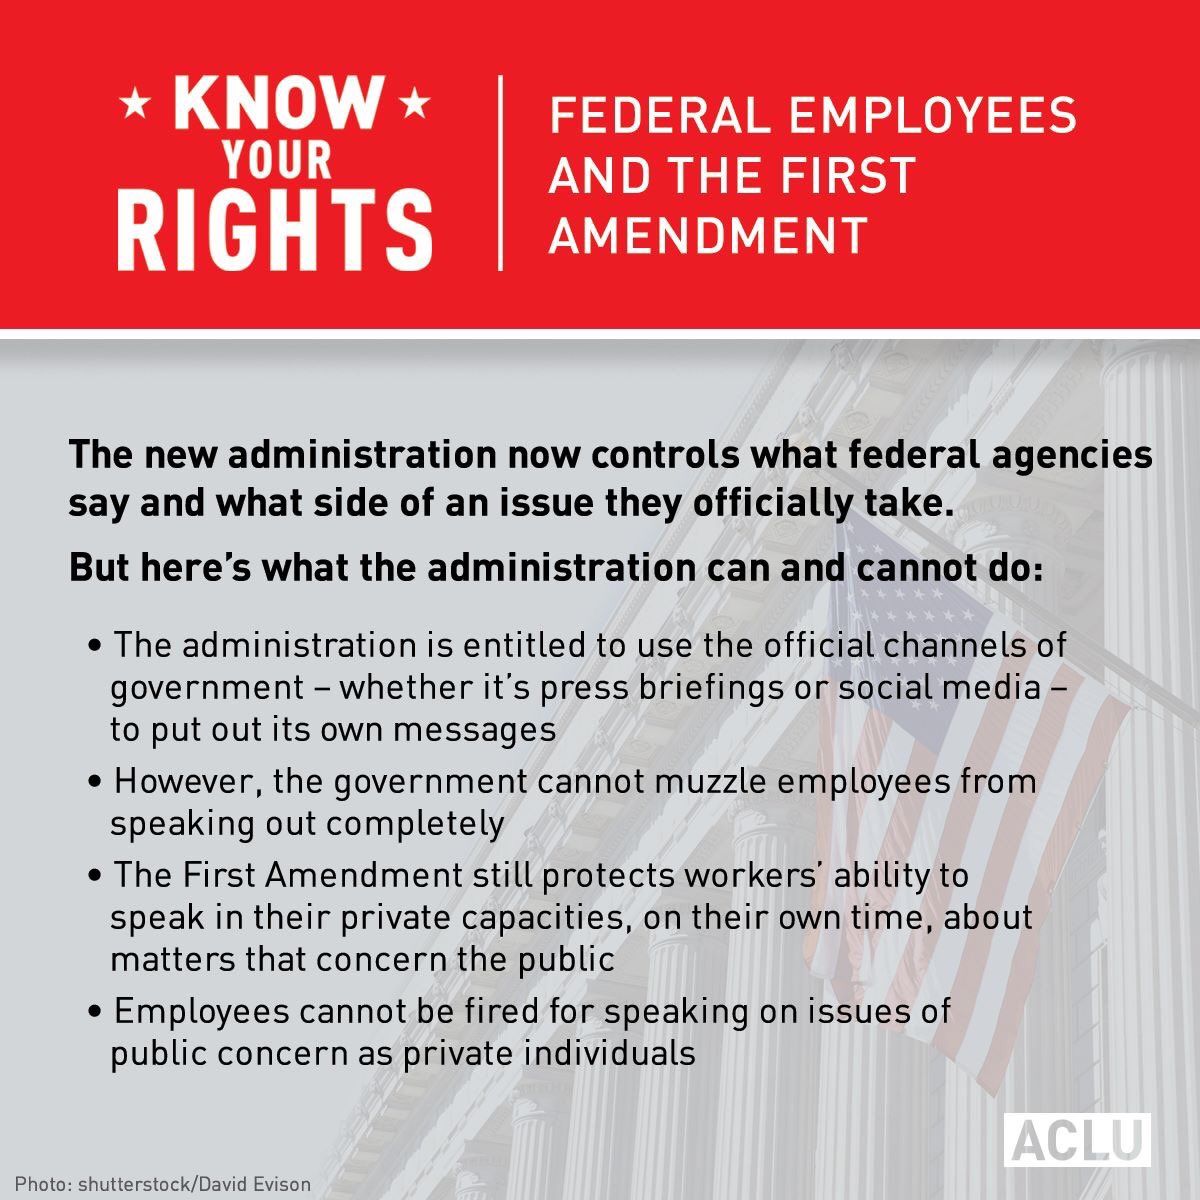 ★ KNOW ★
YOUR
RIGHTS
FEDERAL EMPLOYEES
AND THE FIRST
AMENDMENT
The new administration now controls what federal agencies
say and what side of an issue they officially take.
But here’s what the administration can and cannot do:
• The administration is entitled to use the official channels of
government – whether it’s press briefings or social media –
to put out its own messages
• However, the government cannot muzzle employees from
speaking out completely
• The First Amendment still protects workers’ ability to
speak in their private capacities, on their own time, about
matters that concern the public
• Employees cannot be fired for speaking on issues of
public concern as private individuals
ACLU
Photo: shutterstock/David Evison